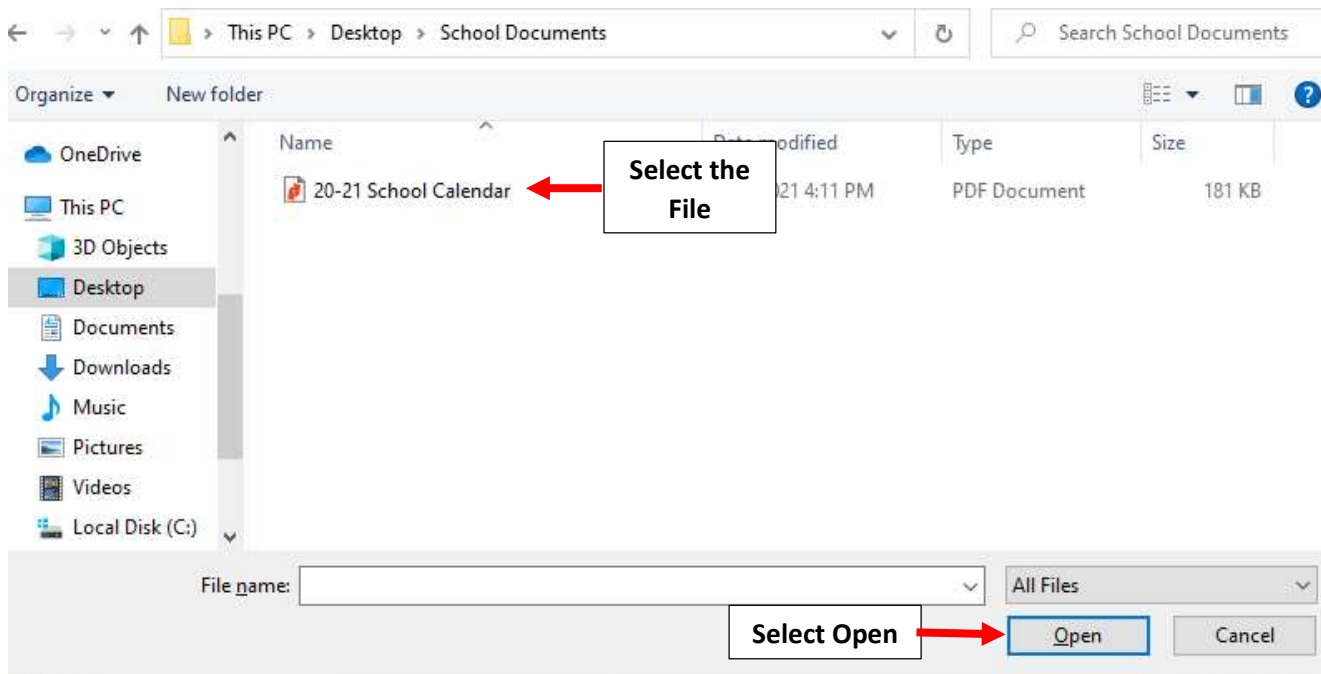 This PC > Desktop > School Documents
Search School Documents
Organize
New folder
Name
modified
Type
Size
20-21 School Calendar
Select the
File
4:11 PM
PDF Document
181 KB
OneDrive
This PC
3D Objects
Desktop
Documents
Downloads
Music
Pictures
Videos
Local Disk (C:)
File name:
All Files
Select Open
Open
Cancel